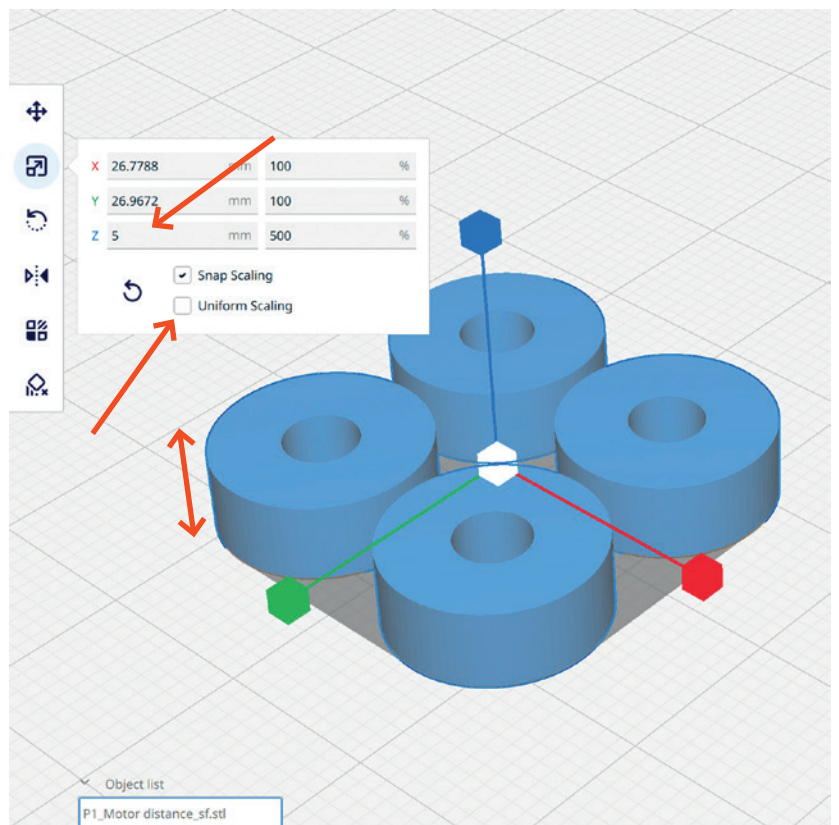 X 26.7788 mm 100 %
Y 26.9672 mm 100 %
Z 5 mm 500 %
Snap Scaling
Uniform Scaling
Object list
P1_Motor distance_sf.stl